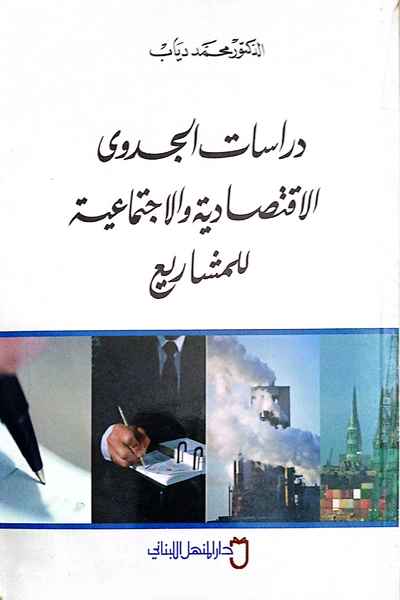 الدكتور محمد دياب
دراسات الجدوى
الاقتصادية والاجتماعية
للمشاريع
دار المنهل اللبناني